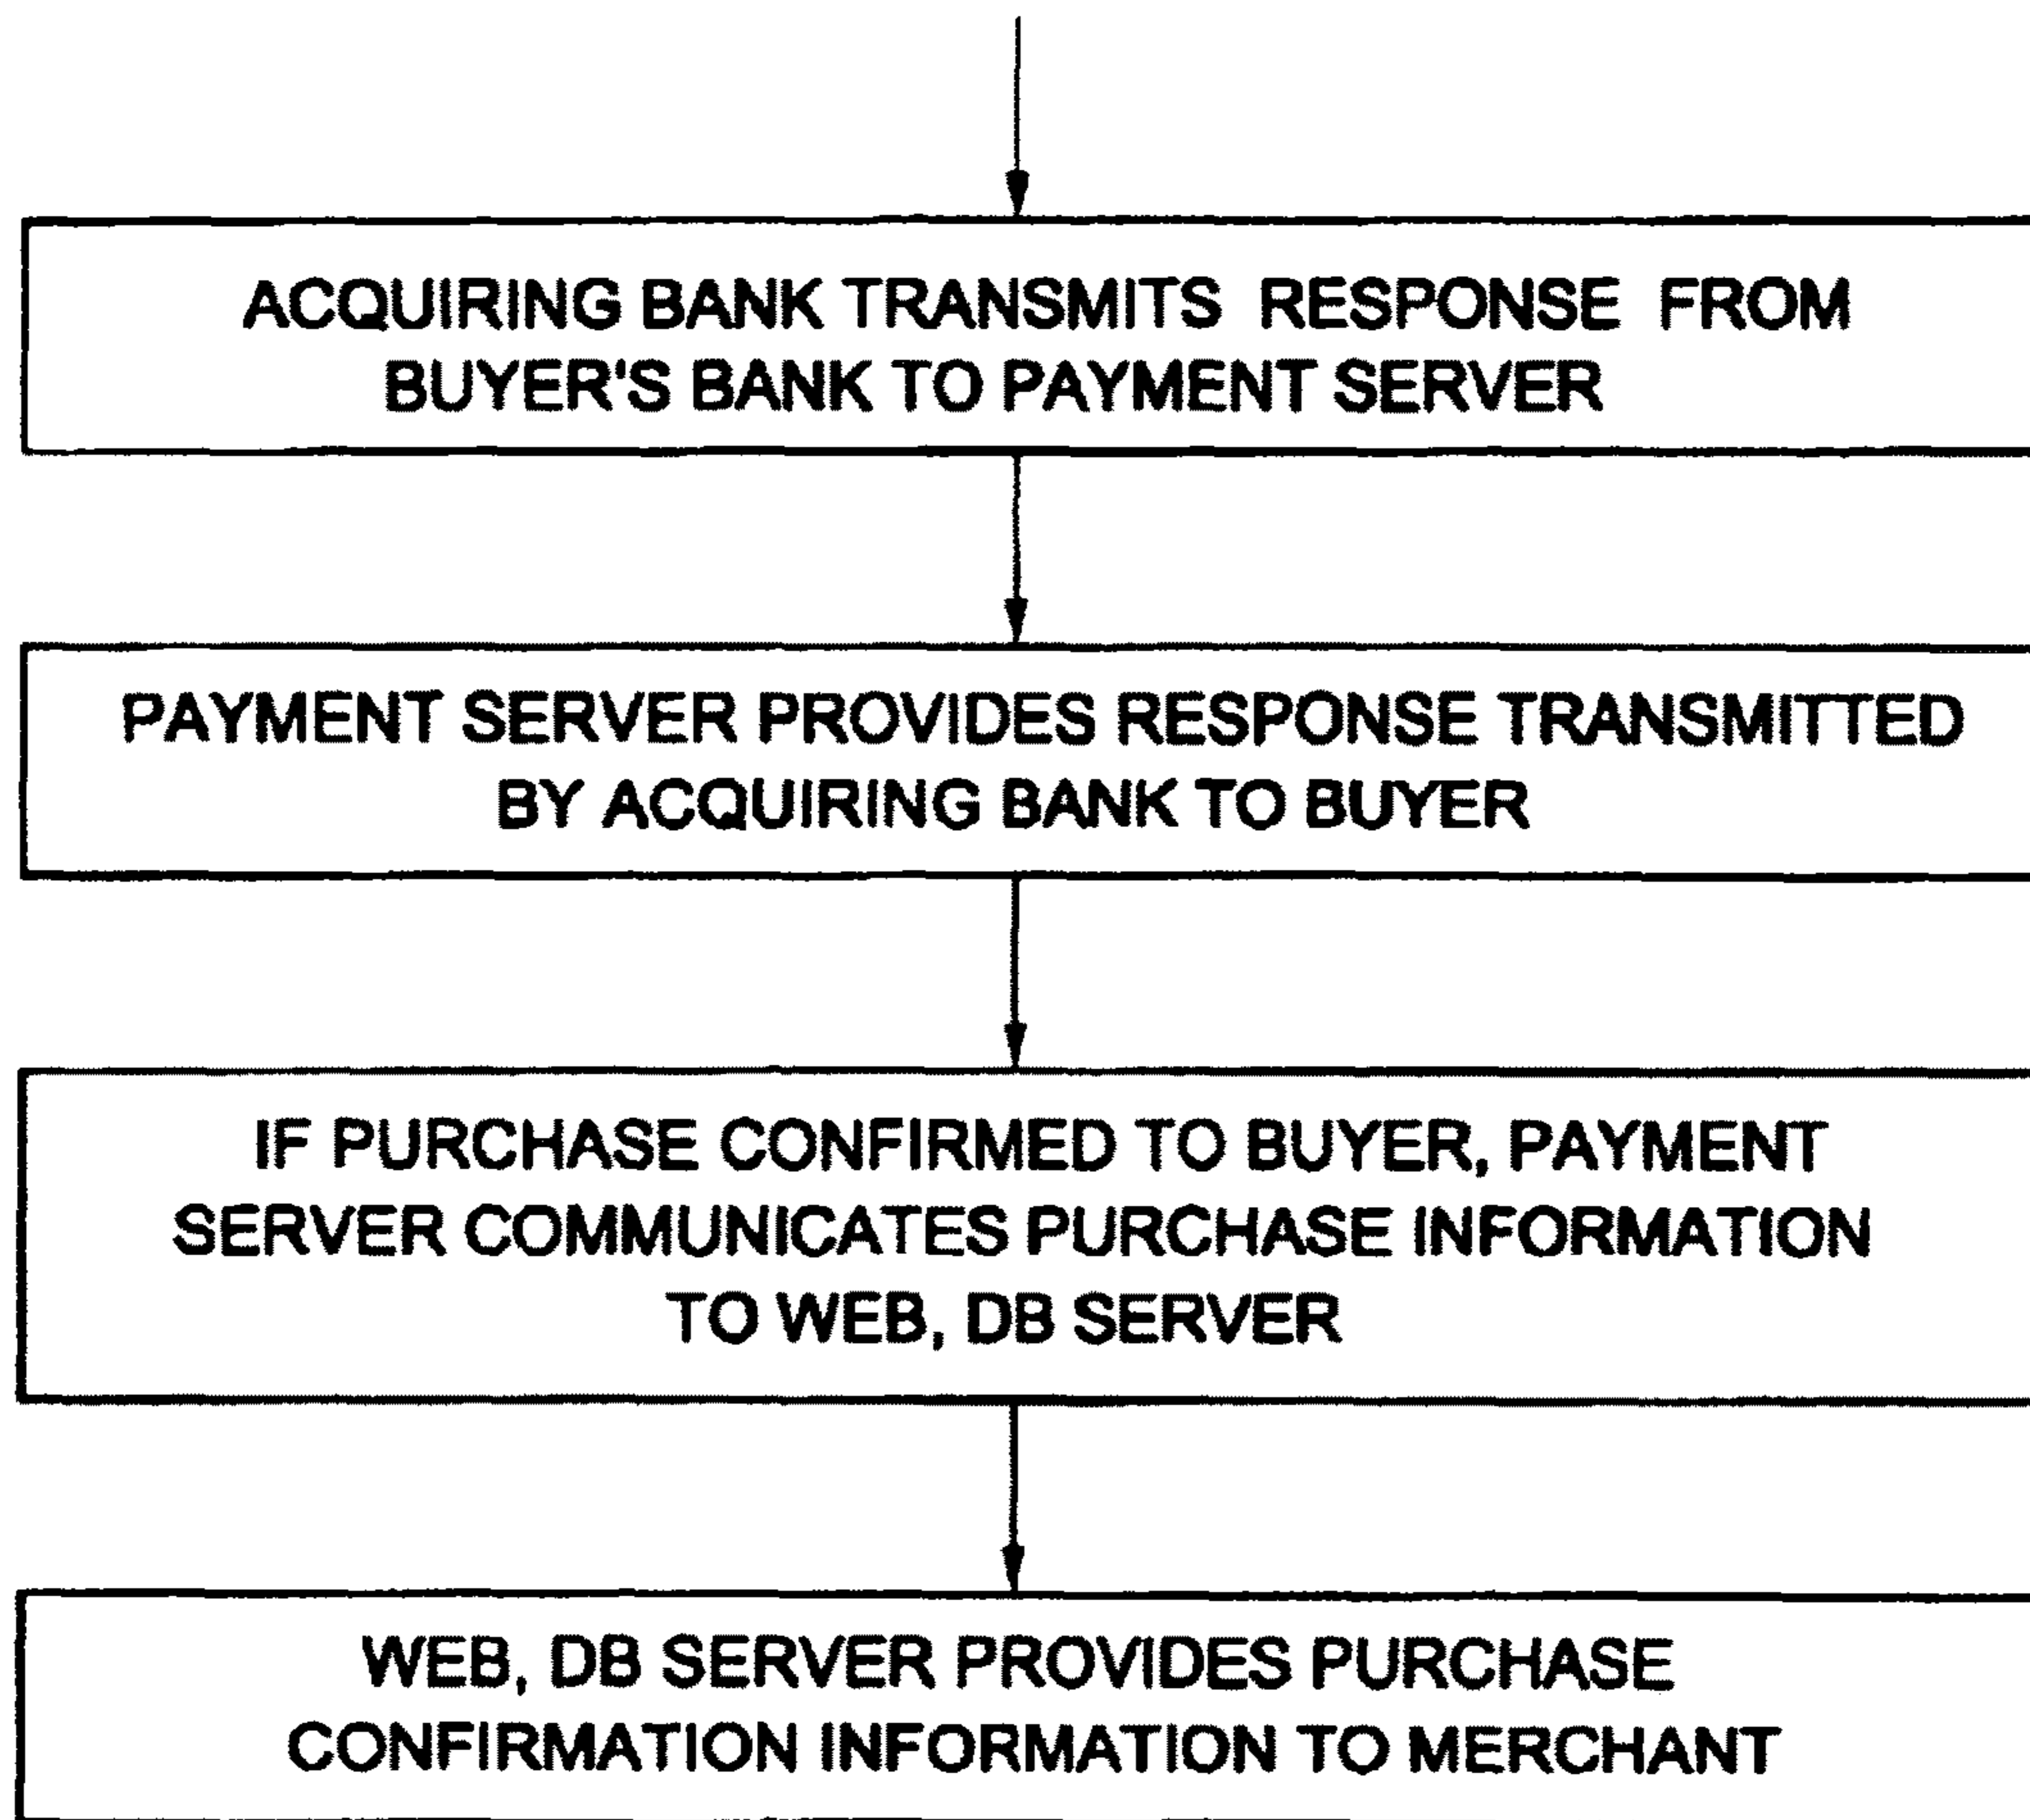 ACQUIRING BANK TRANSMITS RESPONSE FROM
BUYER'S BANK TO PAYMENT SERVER
PAYMENT SERVER PROVIDES RESPONSE TRANSMITTED
BY ACQUIRING BANK TO BUYER
IF PURCHASE CONFIRMED TO BUYER, PAYMENT
SERVER COMMUNICATES PURCHASE INFORMATION
TO WEB, DB SERVER
WEB, DB SERVER PROVIDES PURCHASE
CONFIRMATION INFORMATION TO MERCHANT